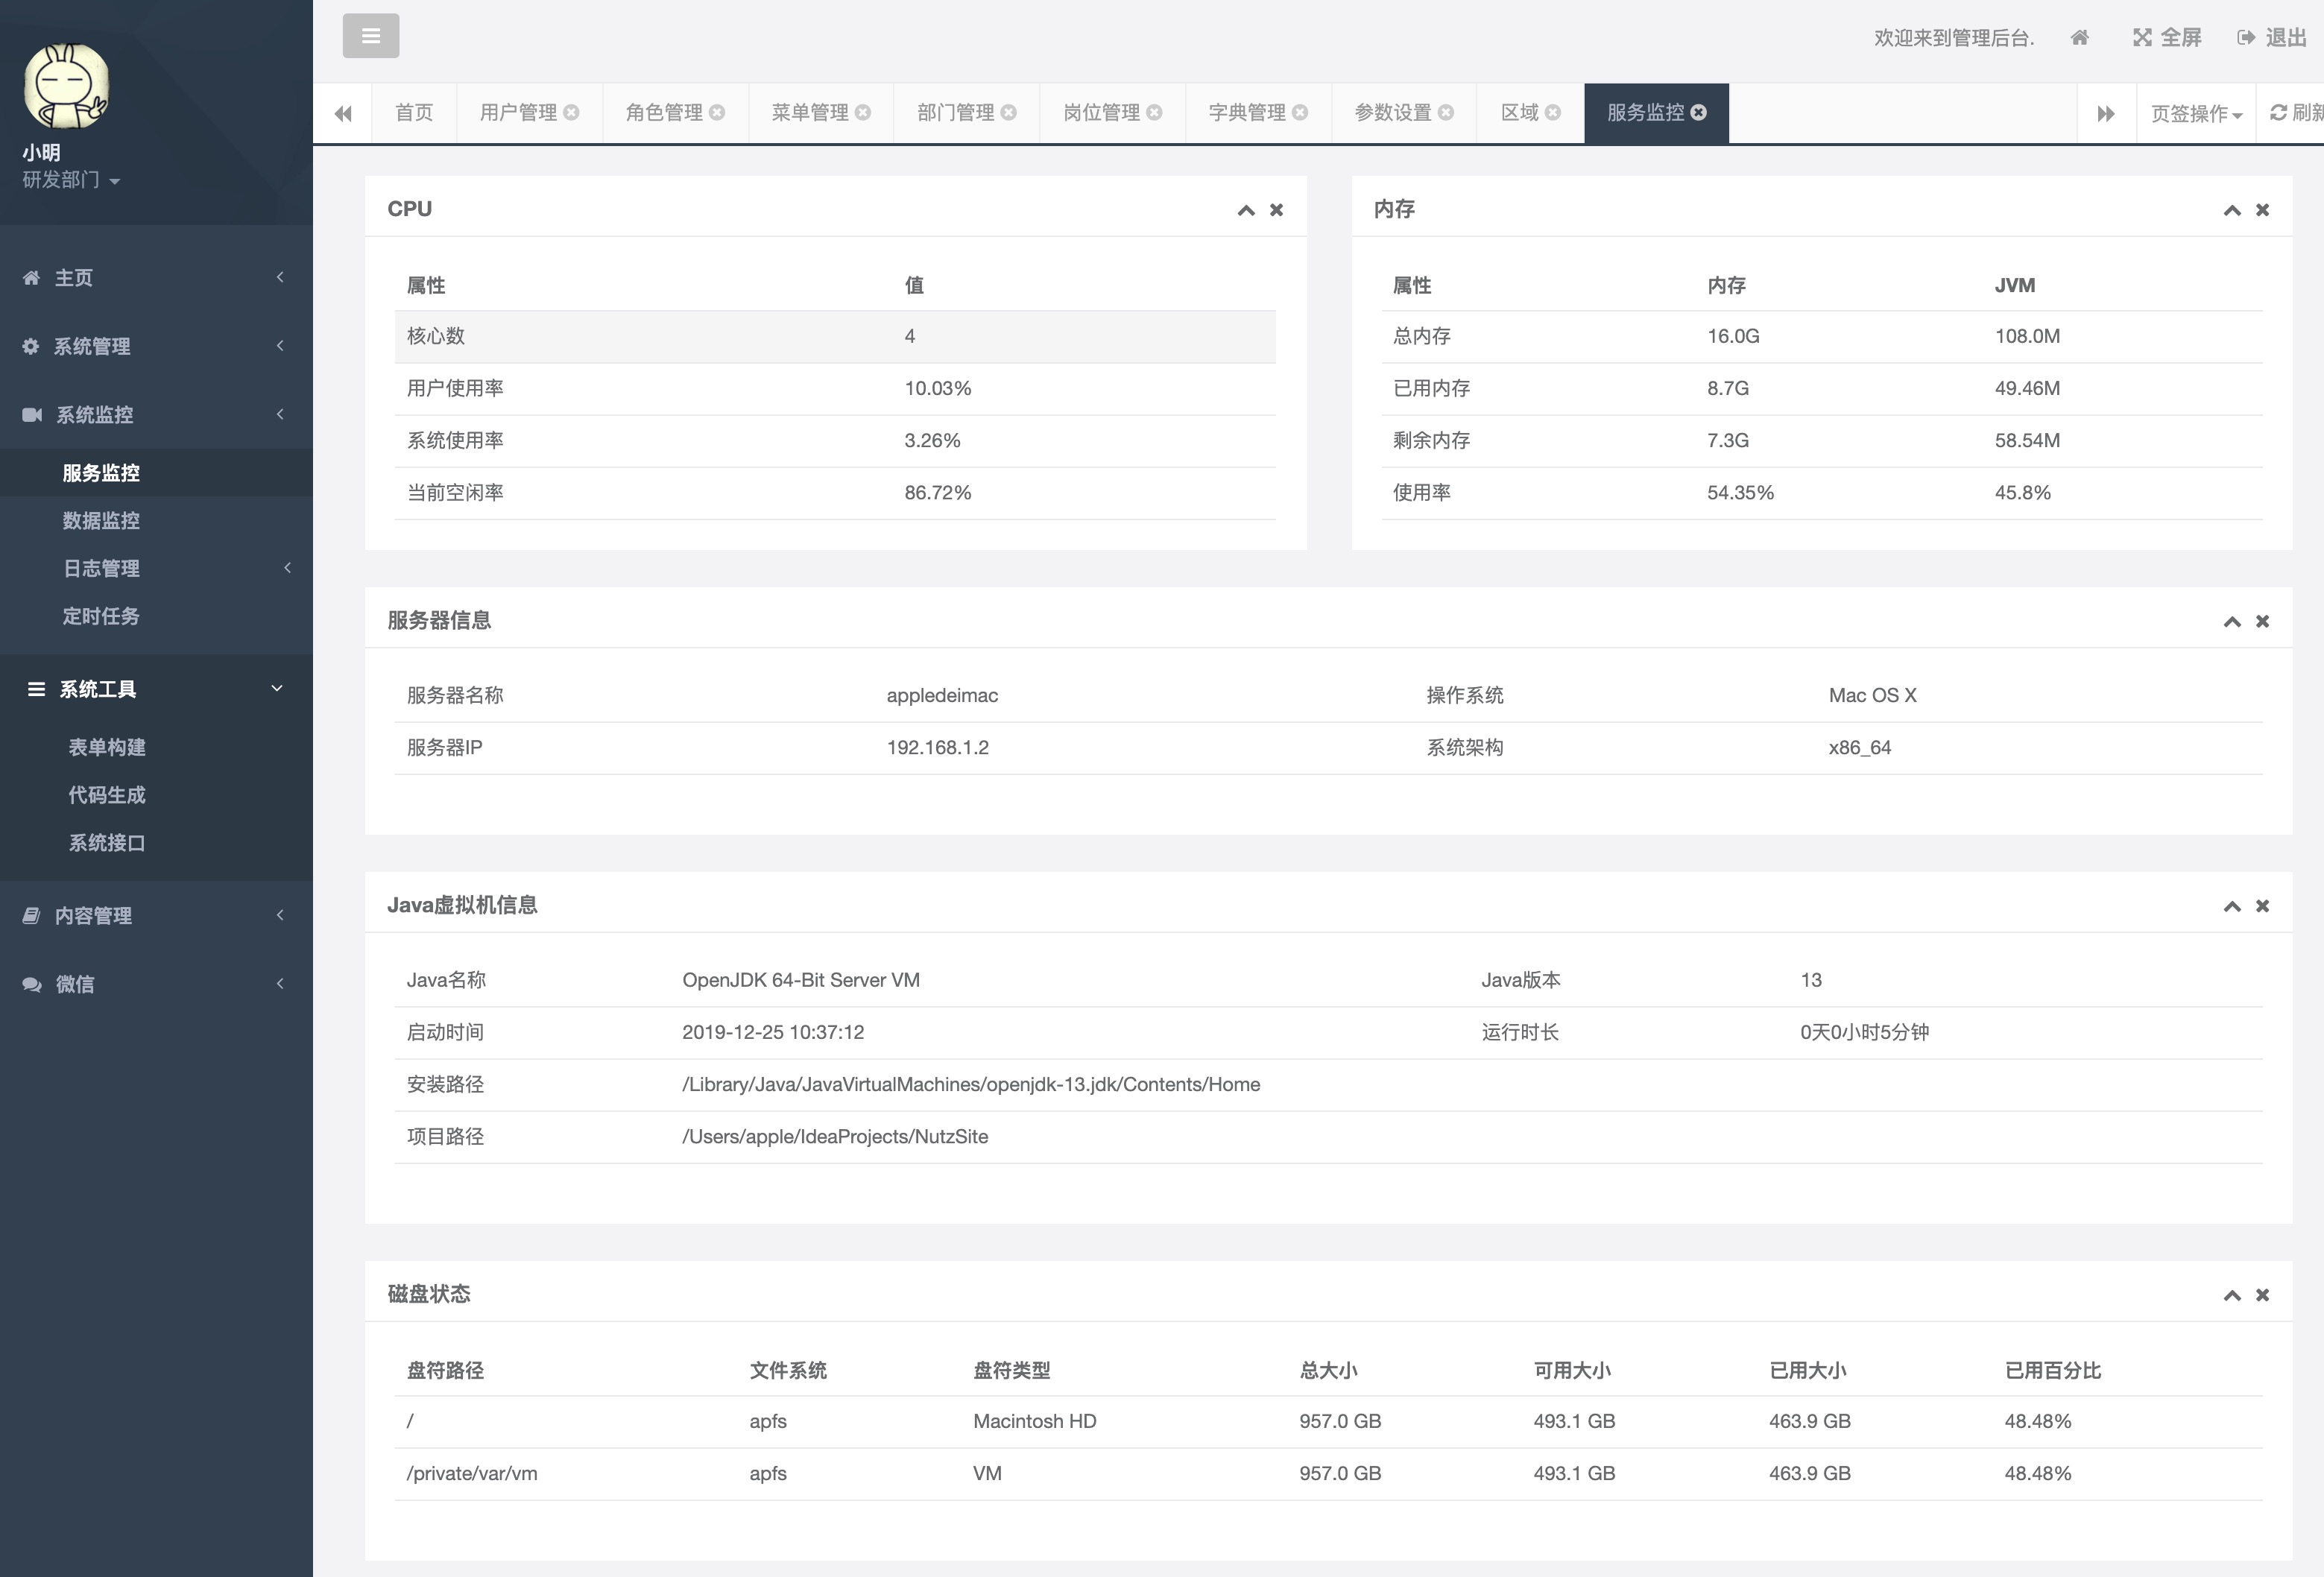 欢迎来到管理后台. 全屏 退出
小明
研发部门
首页 用户管理 角色管理 菜单管理 部门管理 岗位管理 字典管理 参数设置 区域 服务监控 页签操作 刷新
主页
系统管理
系统监控
服务监控
数据监控
日志管理
定时任务
系统工具
表单构建
代码生成
系统接口
内容管理
微信
CPU
属性 值
核心数 4
用户使用率 10.03%
系统使用率 3.26%
当前空闲率 86.72%
内存
属性 内存 JVM
总内存 16.0G 108.0M
已用内存 8.7G 49.46M
剩余内存 7.3G 58.54M
使用率 54.35% 45.8%
服务器信息
服务器名称 appledeimac 操作系统 Mac OS X
服务器IP 192.168.1.2 系统架构 x86_64
Java虚拟机信息
Java名称 OpenJDK 64-Bit Server VM Java版本 13
启动时间 2019-12-25 10:37:12 运行时长 0天0小时5分钟
安装路径 /Library/Java/JavaVirtualMachines/openjdk-13.jdk/Contents/Home
项目路径 /Users/apple/IdeaProjects/NutzSite
磁盘状态
盘符路径 文件系统 盘符类型 总大小 可用大小 已用大小 已用百分比
/ apfs Macintosh HD 957.0 GB 493.1 GB 463.9 GB 48.48%
/private/var/vm apfs VM 957.0 GB 493.1 GB 463.9 GB 48.48%